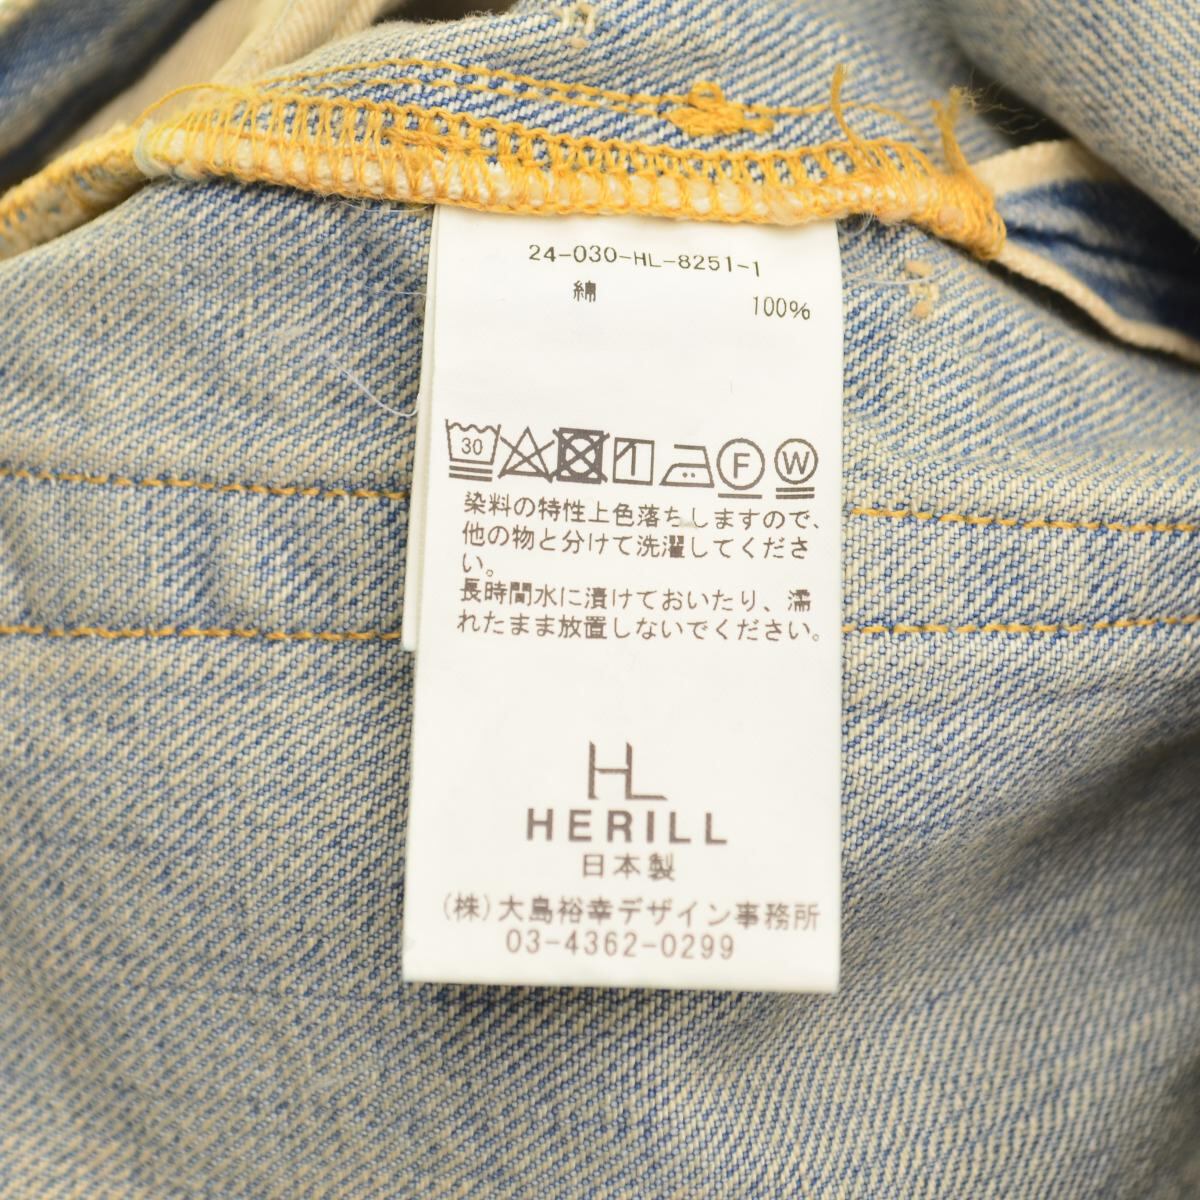 24-030-HL-8251-1
綿 100%
30 F W
染料の特性上色落ちしますので、
他の物と分けて洗濯してくださ
い。
長時間水に漬けておいたり、濡
れたまま放置しないでください。
HL
HERILL
日本製
(株)大島裕幸デザイン事務所
03-4362-0299